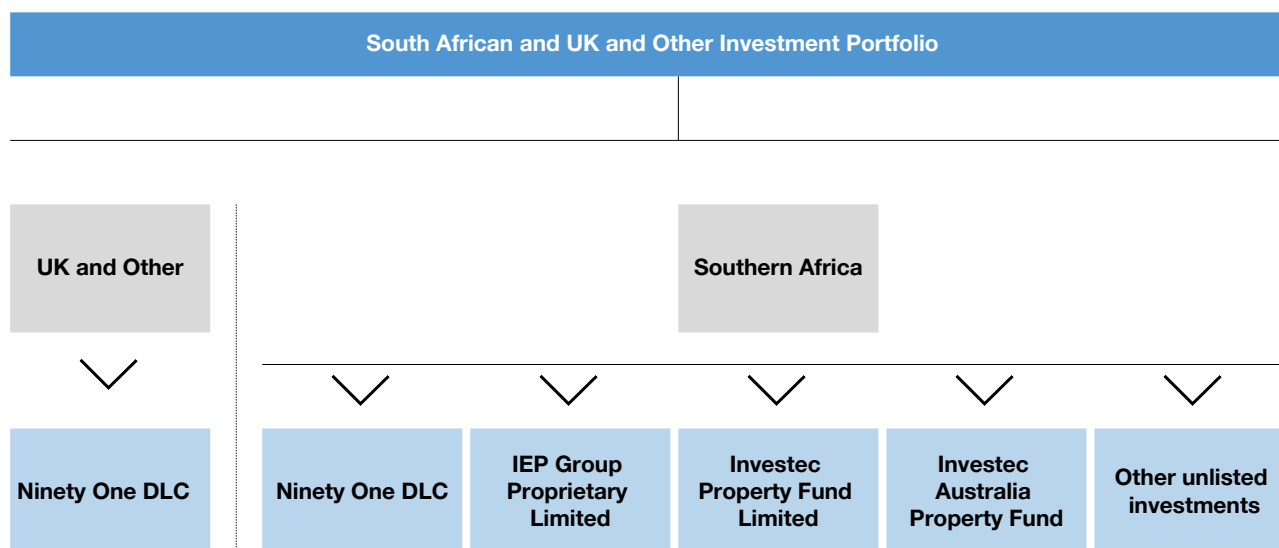 South African and UK and Other Investment Portfolio
UK and Other
Southern Africa
Ninety One DLC
Ninety One DLC
IEP Group
Proprietary
Limited
Investec
Property Fund
Limited
Investec
Australia
Property Fund
Other unlisted
investments